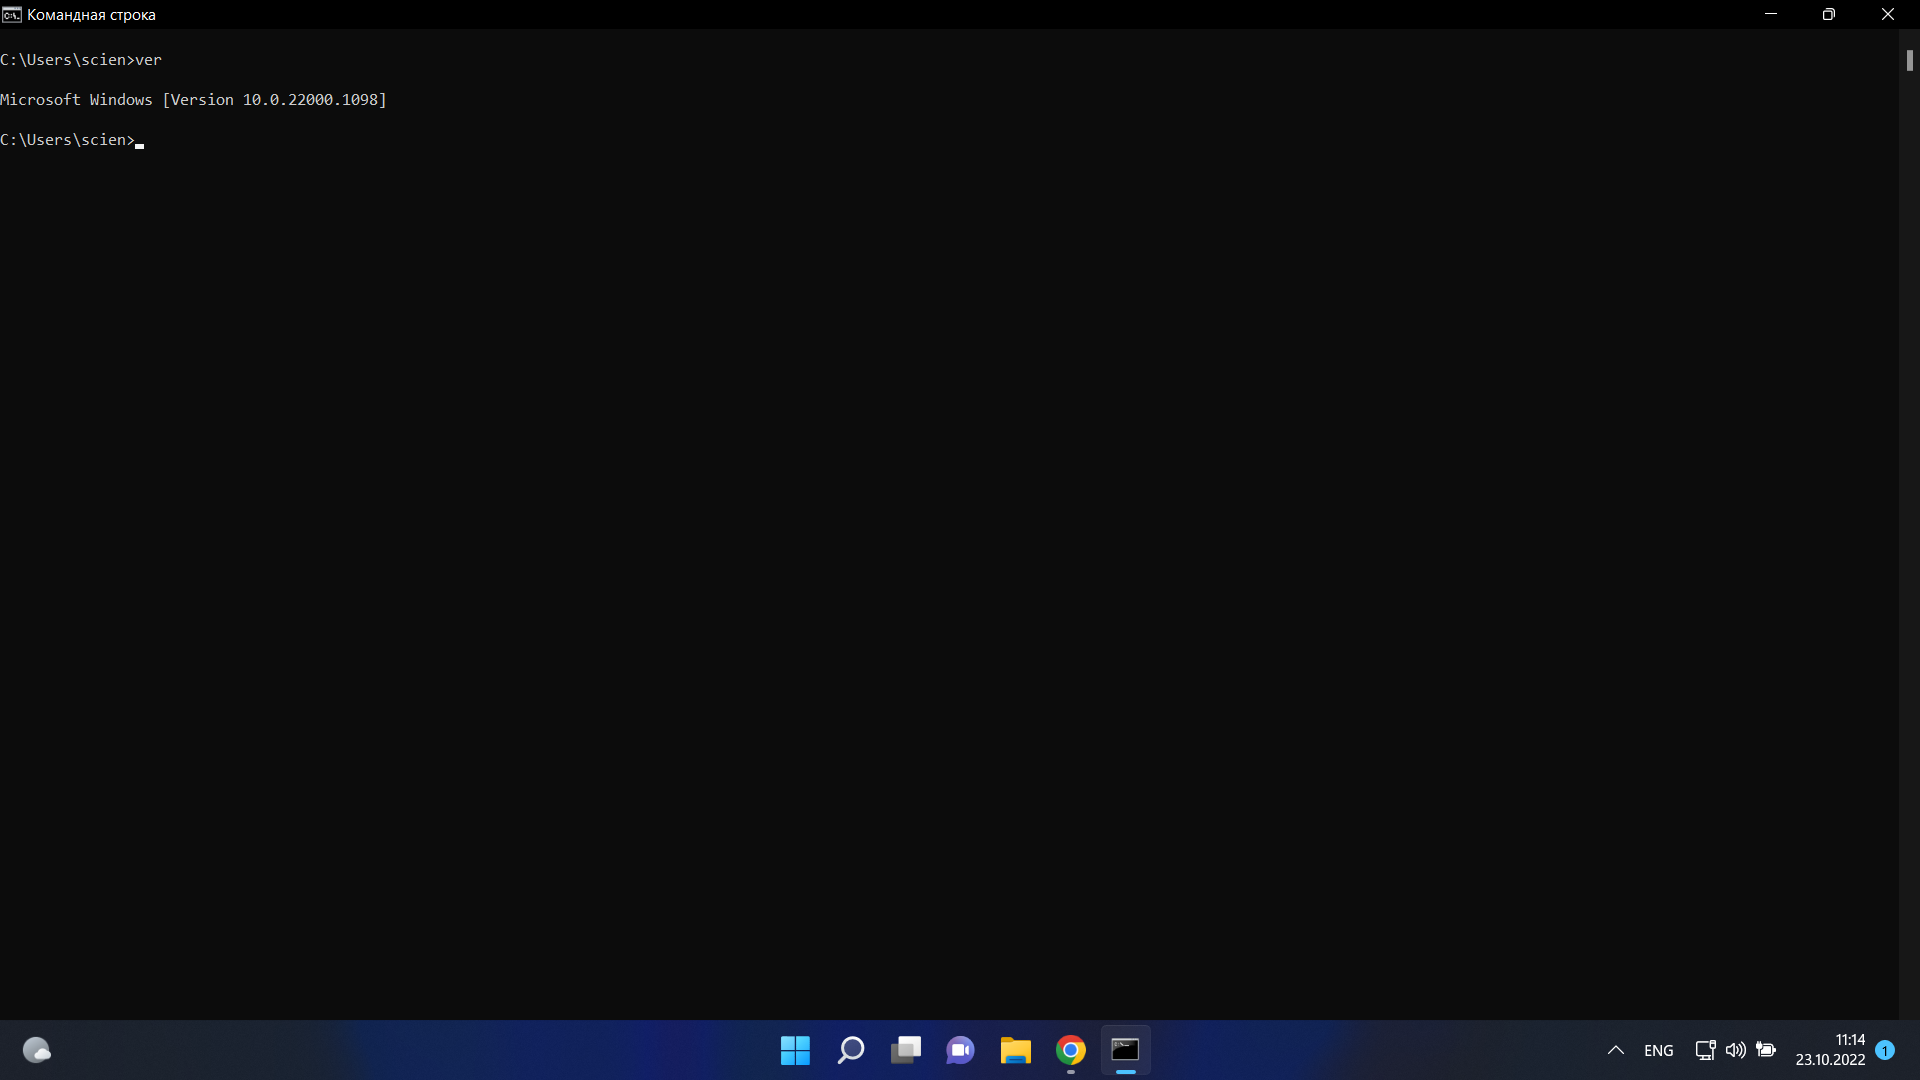 Командная строка
C:\Users\scien>ver
Microsoft Windows [Version 10.0.22000.1098]
C:\Users\scien>
ENG
11:14
23.10.2022
1